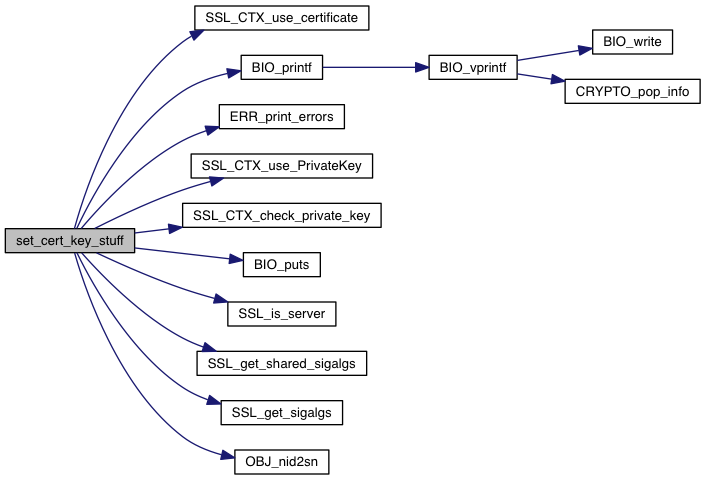 SSL_CTX_use_certificate
BIO_write
BIO_printf
BIO_vprintf
CRYPTO_pop_info
ERR_print_errors
SSL_CTX_use_PrivateKey
SSL_CTX_check_private_key
set_cert_key_stuff
BIO_puts
SSL_is_server
SSL_get_shared_sigalgs
SSL_get_sigalgs
OBJ_nid2sn